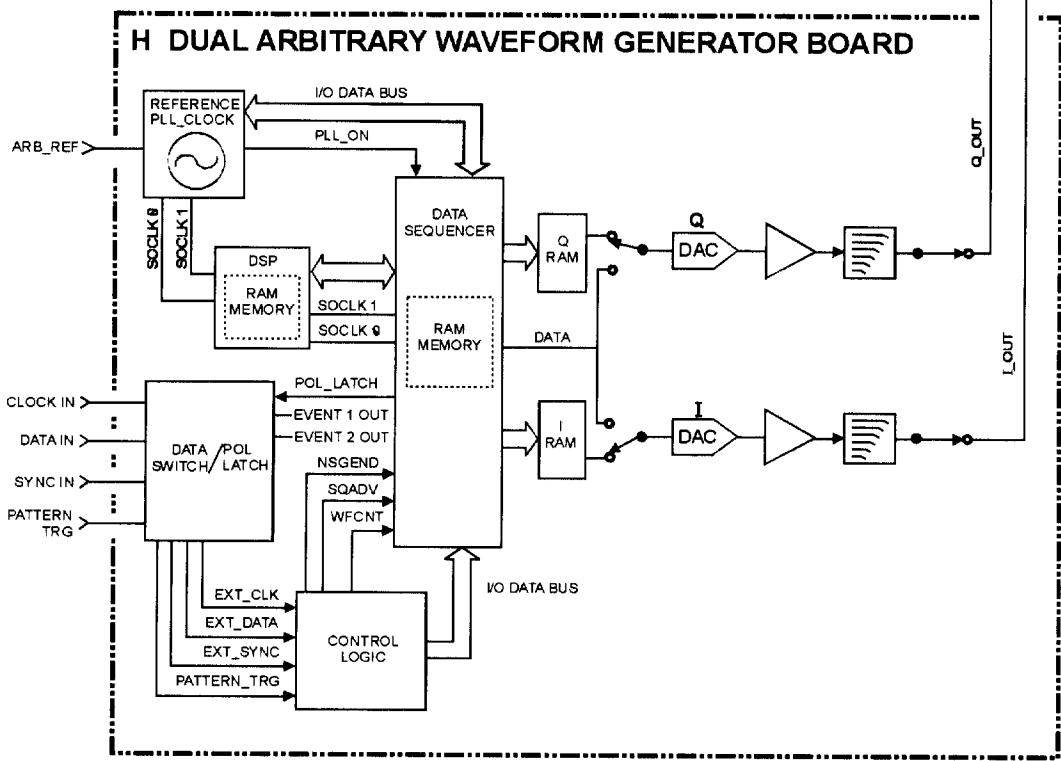 H DUAL ARBITRARY WAVEFORM GENERATOR BOARD
I/O DATA BUS
REFERENCE
PLL_CLOCK
PLL_ON
ARB_REF
Q_OUT
SOCLK 0
SOCLK 1
DATA
SEQUENCER
Q
RAM
Q
DAC
DSP
RAM
MEMORY
SOCLK 1
SOCLK 0
RAM
MEMORY
DATA
I_OUT
POL_LATCH
CLOCK IN
EVENT 1 OUT
DATA IN
EVENT 2 OUT
DATA
SWITCH/POL
LATCH
I
RAM
I
DAC
SYNC IN
NSGEND
SQADV
PATTERN
TRG
WFCNT
I/O DATA BUS
EXT_CLK
EXT_DATA
EXT_SYNC
PATTERN_TRG
CONTROL
LOGIC